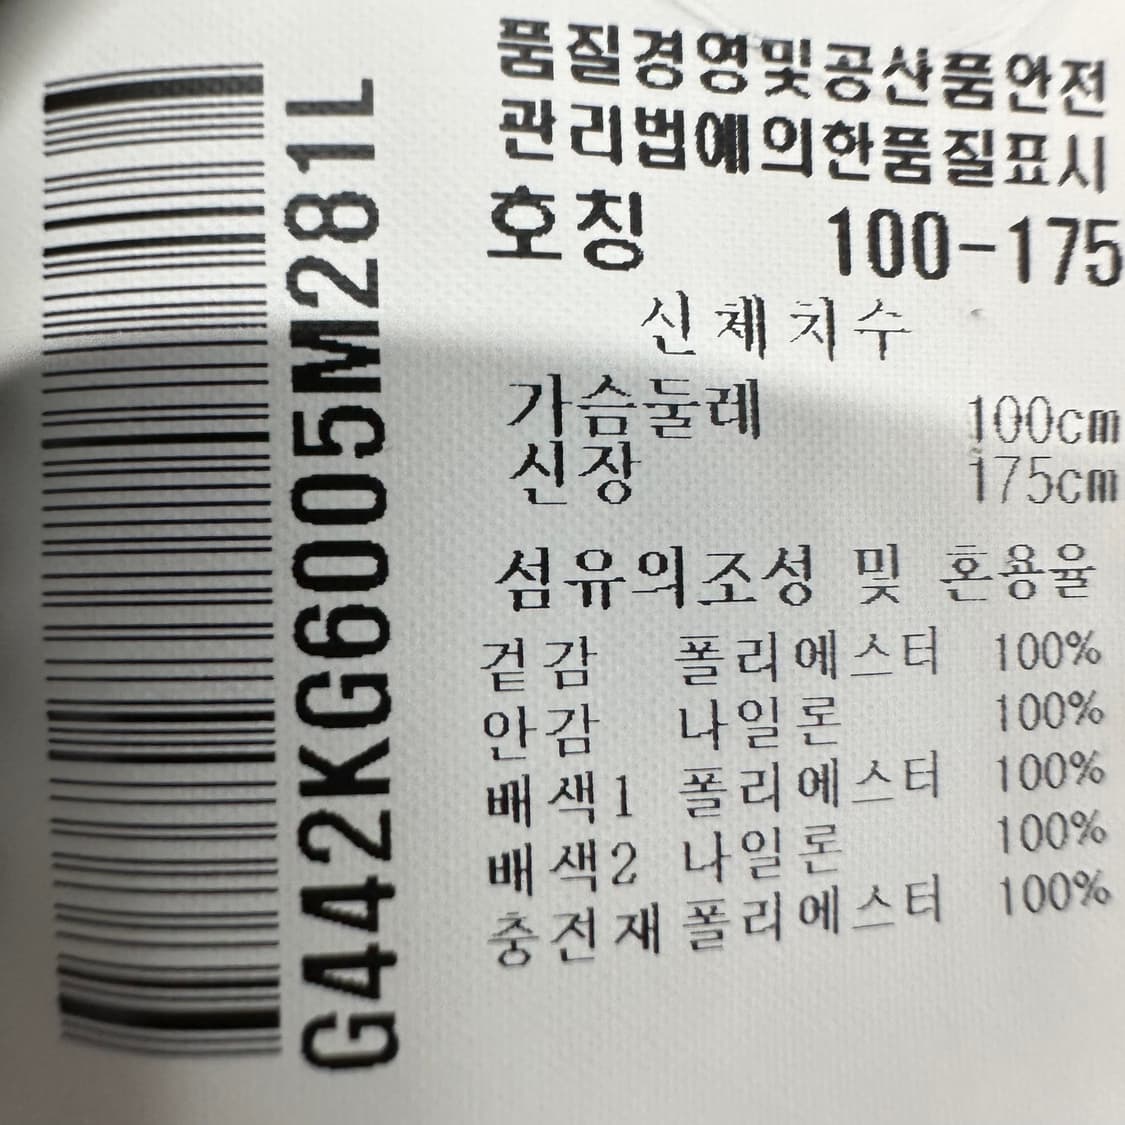 품질경영및공산품안전
관리법에의한품질표시
호칭 100-175
신체치수
가슴둘레 100cm
신장 175cm
섬유의조성 및 혼용율
겉감 폴리에스터 100%
안감 나일론 100%
배색1 폴리에스터 100%
배색2 나일론 100%
충전재 폴리에스터 100%
G442KG6005M281L